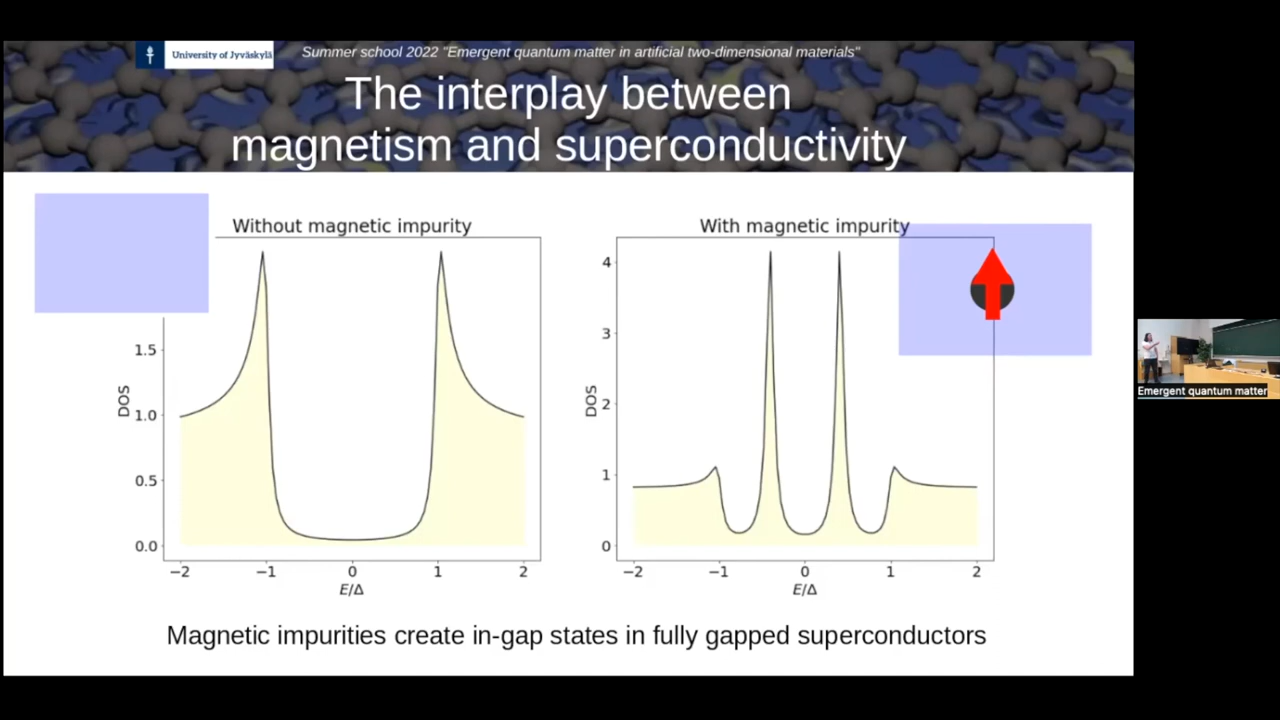 University of Jyväskylä
Summer school 2022 "Emergent quantum matter in artificial two-dimensional materials"
The interplay between
magnetism and superconductivity
Without magnetic impurity
1.5
1.0
0.5
0.0
DOS
−2 −1 0 1 2
E/Δ
With magnetic impurity
4
3
2
1
0
DOS
−2 −1 0 1 2
E/Δ
Magnetic impurities create in-gap states in fully gapped superconductors
Emergent quantum matter